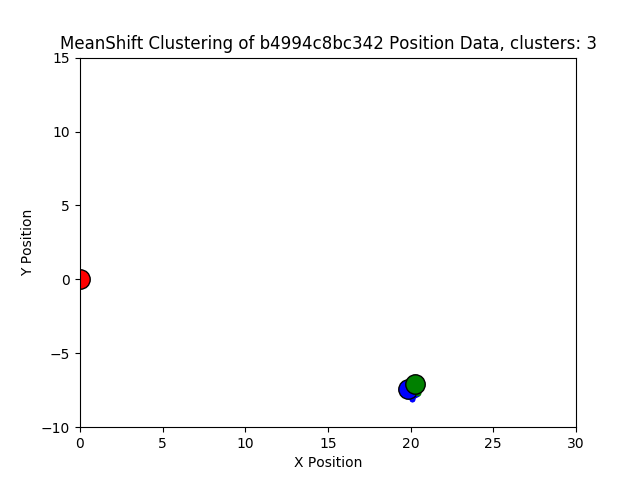 MeanShift Clustering of b4994c8bc342 Position Data, clusters: 3
15
10
5
0
−5
−10
Y Position
0 5 10 15 20 25 30
X Position